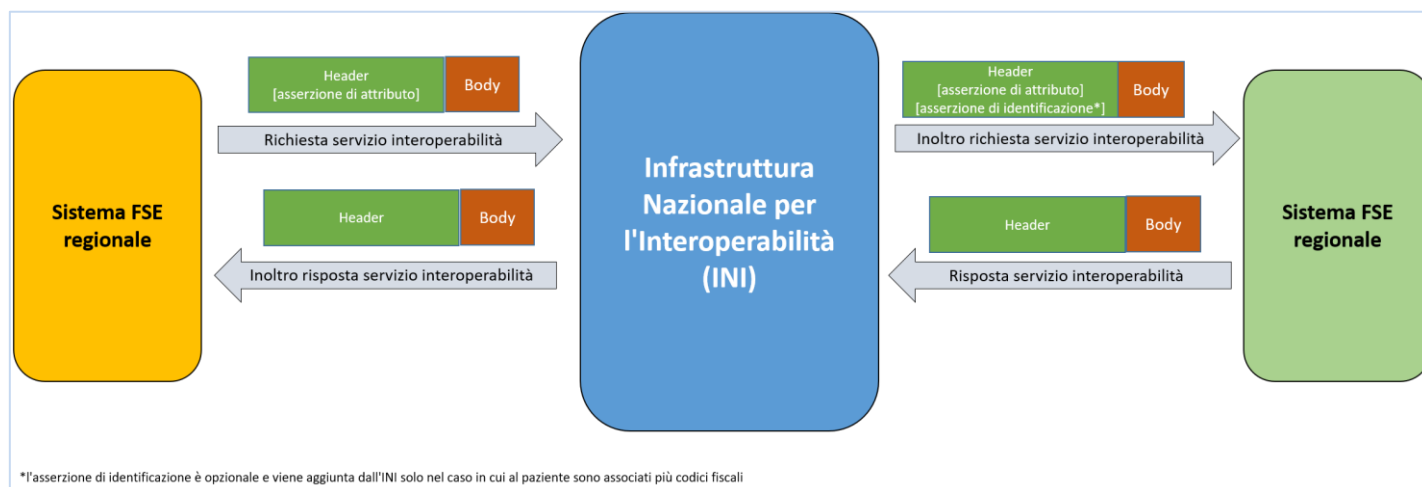 Sistema FSE
regionale
Header
[asserzione di attributo]
Body
Richiesta servizio interoperabilità
Header
Body
Inoltro risposta servizio interoperabilità
Infrastruttura
Nazionale per
l'Interoperabilità
(INI)
Header
[asserzione di attributo]
[asserzione di identificazione*]
Body
Inoltro richiesta servizio interoperabilità
Header
Body
Risposta servizio interoperabilità
Sistema FSE
regionale
*l'asserzione di identificazione è opzionale e viene aggiunta dall'INI solo nel caso in cui al paziente sono associati più codici fiscali